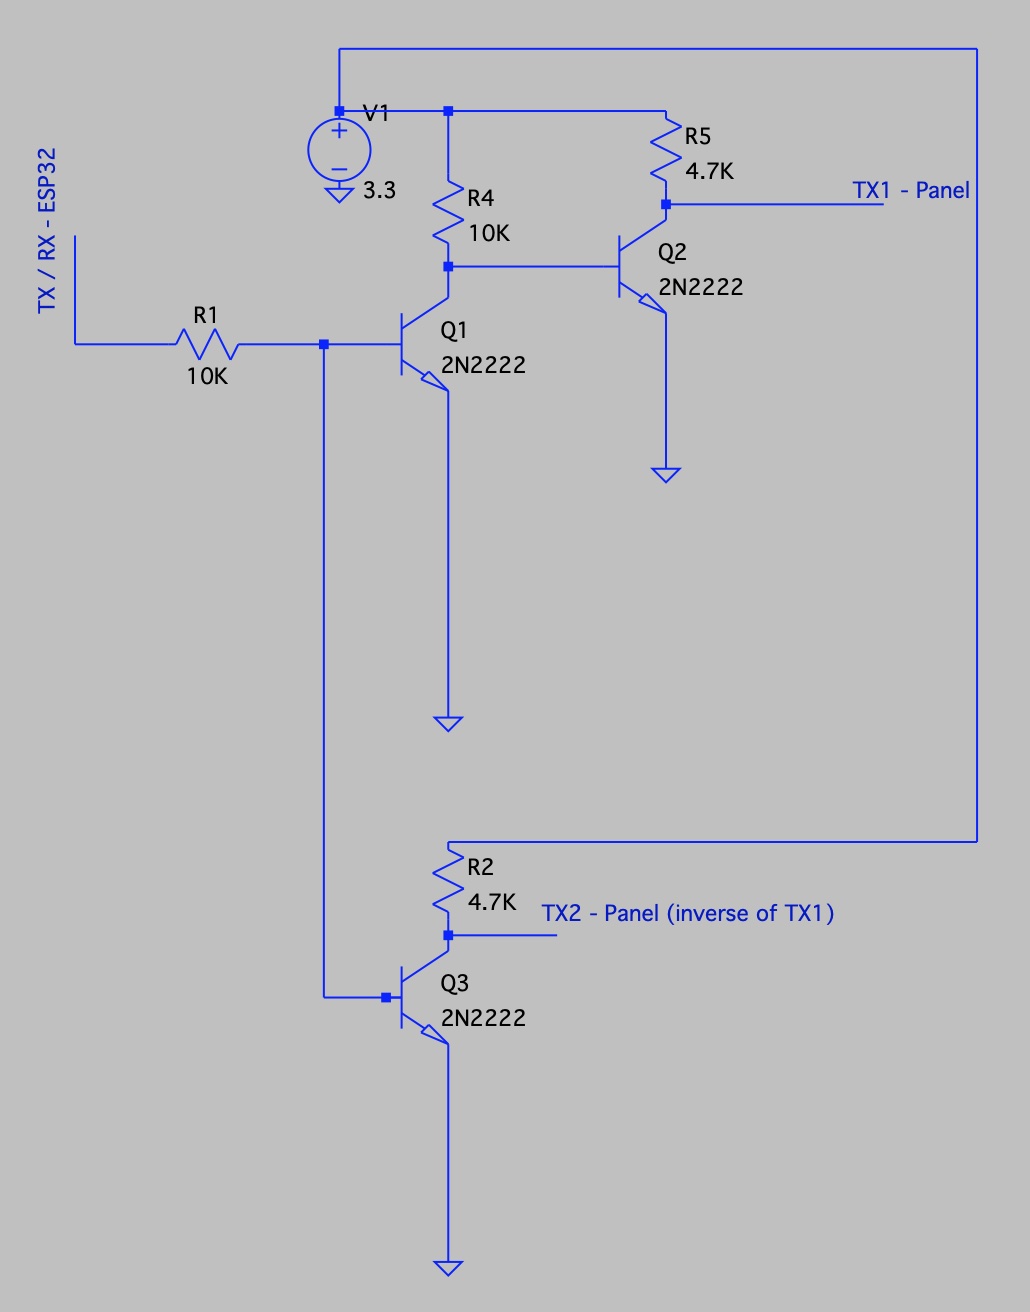 V1
3.3
R5
4.7K
TX1 - Panel
TX / RX - ESP32
R4
10K
Q2
2N2222
R1
10K
Q1
2N2222
R2
4.7K
TX2 - Panel (inverse of TX1)
Q3
2N2222